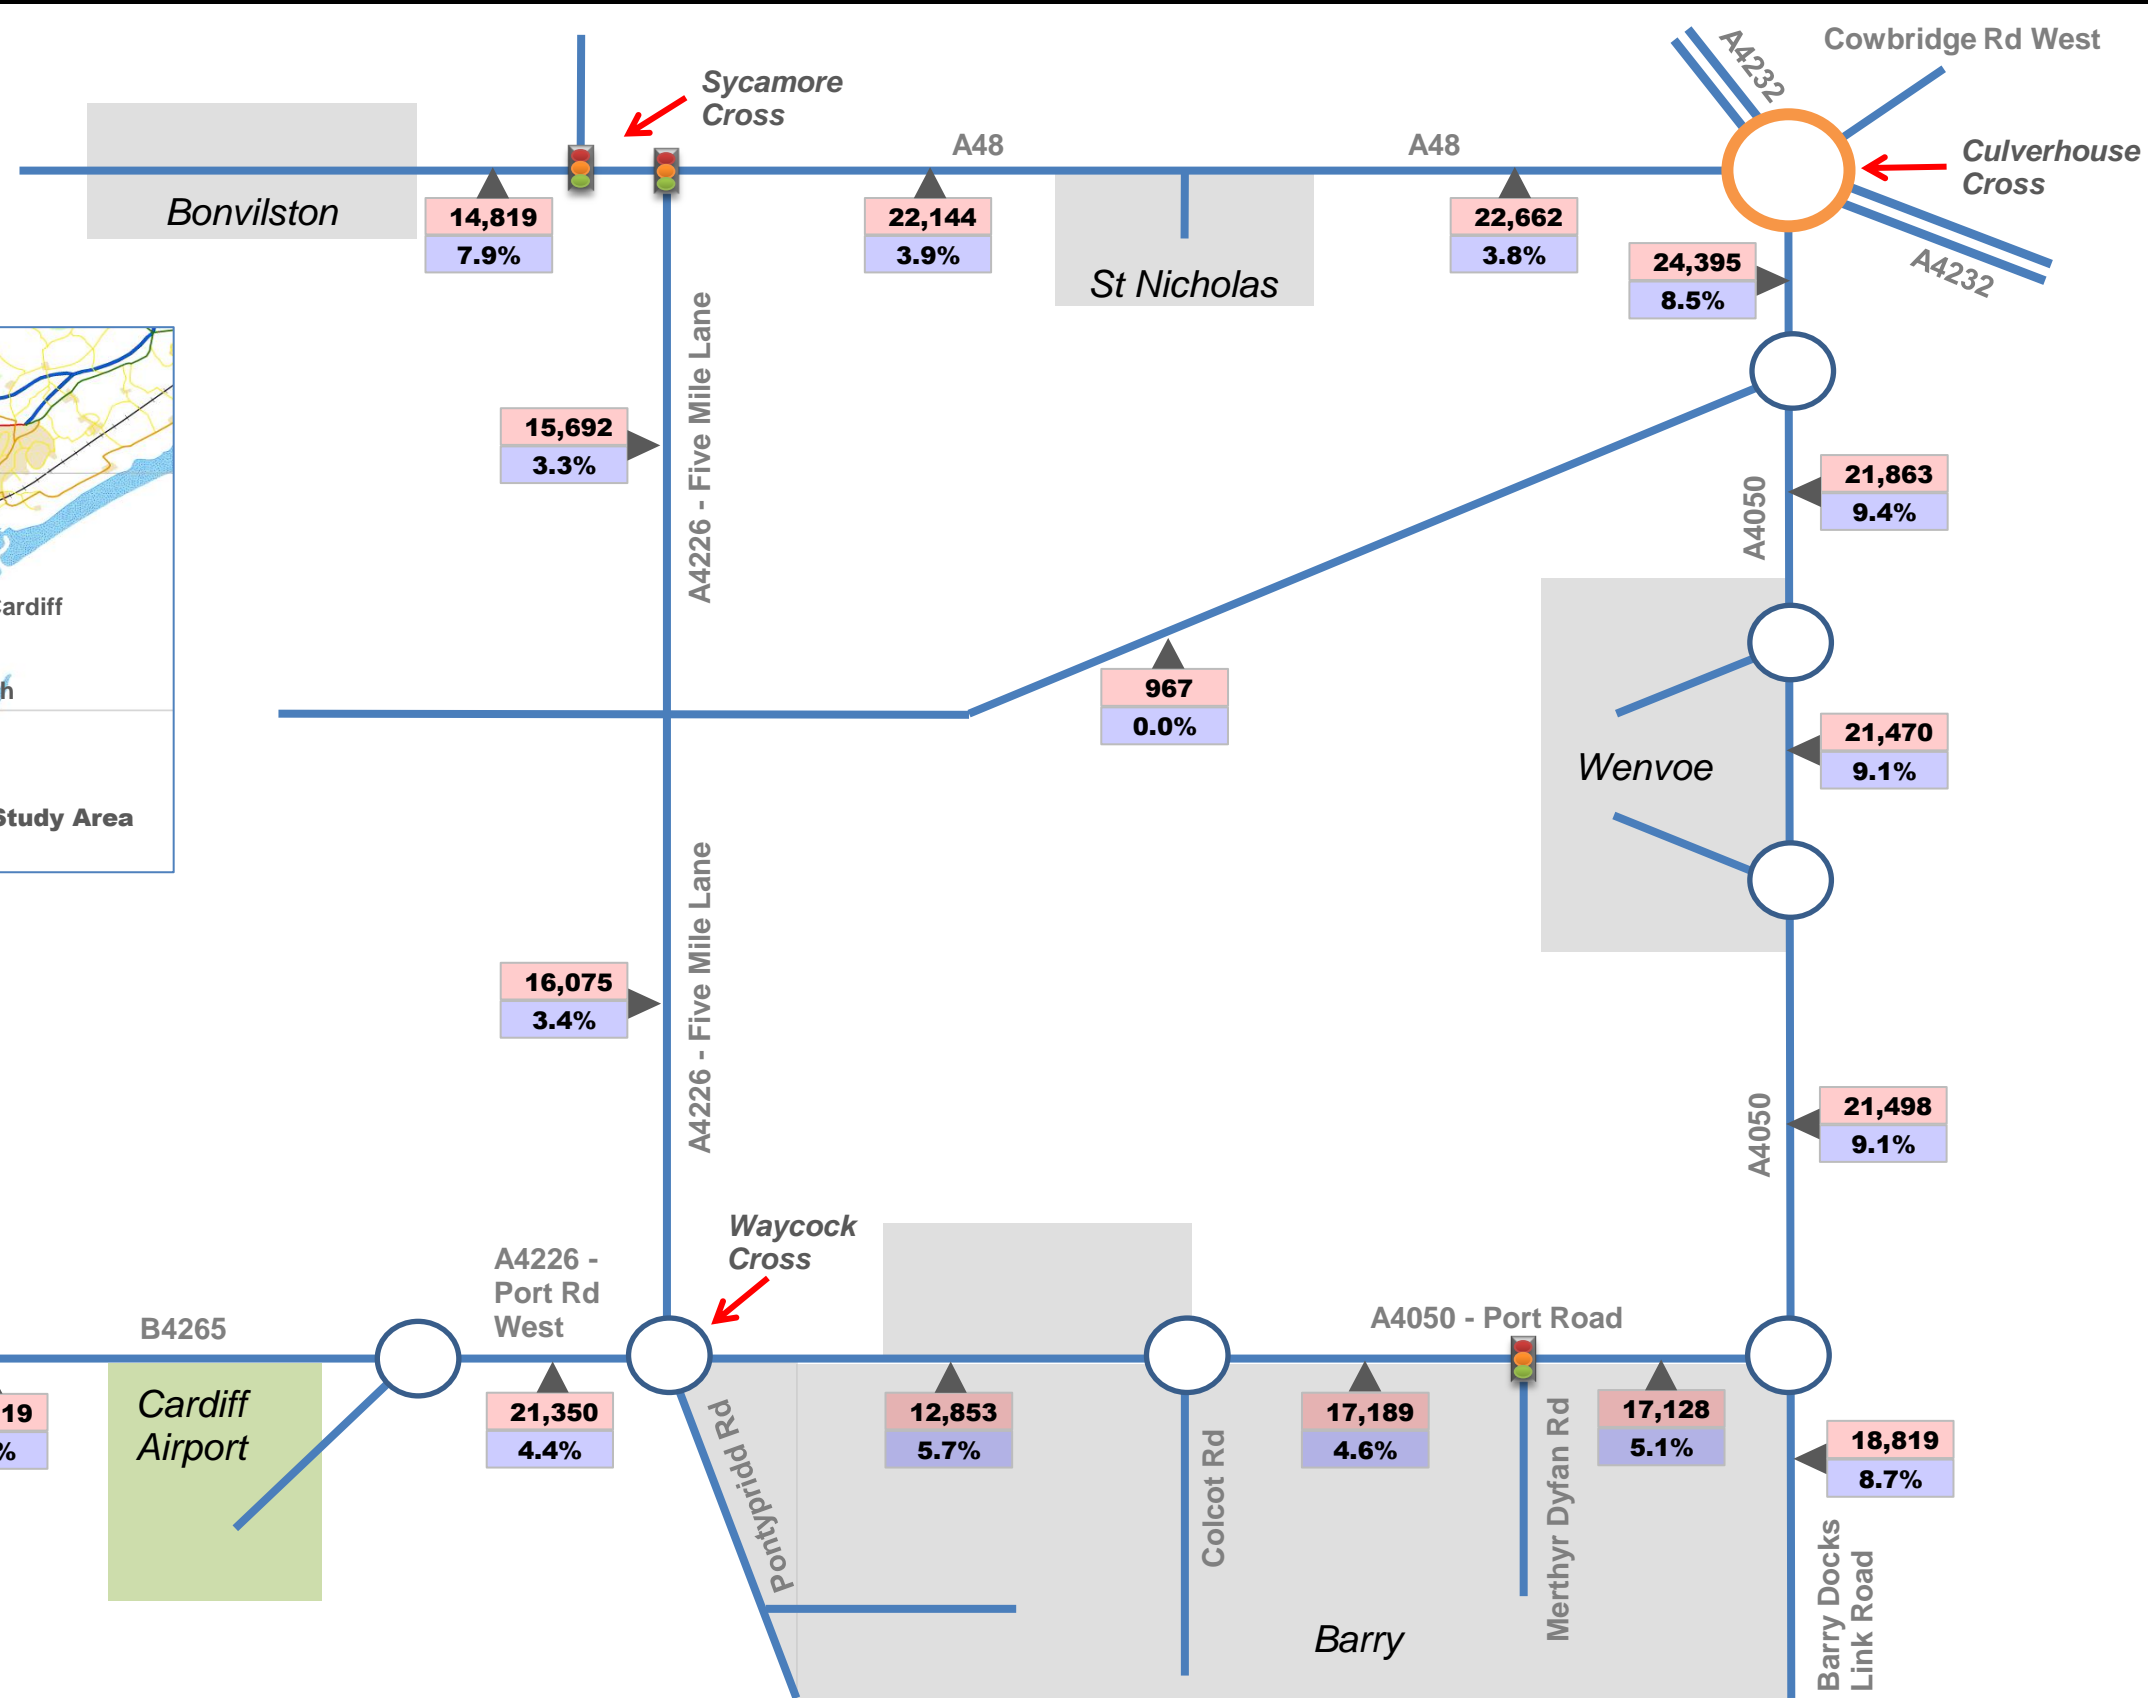 Cowbridge Rd West
A4232
Sycamore
Cross
A48
A48
Culverhouse
Cross
Bonvilston
14,819
7.9%
22,144
3.9%
22,662
3.8%
St Nicholas
24,395
8.5%
A4232
A4226 - Five Mile Lane
15,692
3.3%
21,863
9.4%
A4050
ardiff
h
967
0.0%
21,470
9.1%
Wenvoe
Study Area
A4226 - Five Mile Lane
16,075
3.4%
21,498
9.1%
A4050
Waycock
Cross
A4226 -
Port Rd
West
B4265
A4050 - Port Road
Cardiff
Airport
19
%
21,350
4.4%
Pontypridd Rd
12,853
5.7%
Colcot Rd
17,189
4.6%
Merthyr Dyfan Rd
17,128
5.1%
18,819
8.7%
Barry
Barry Docks
Link Road